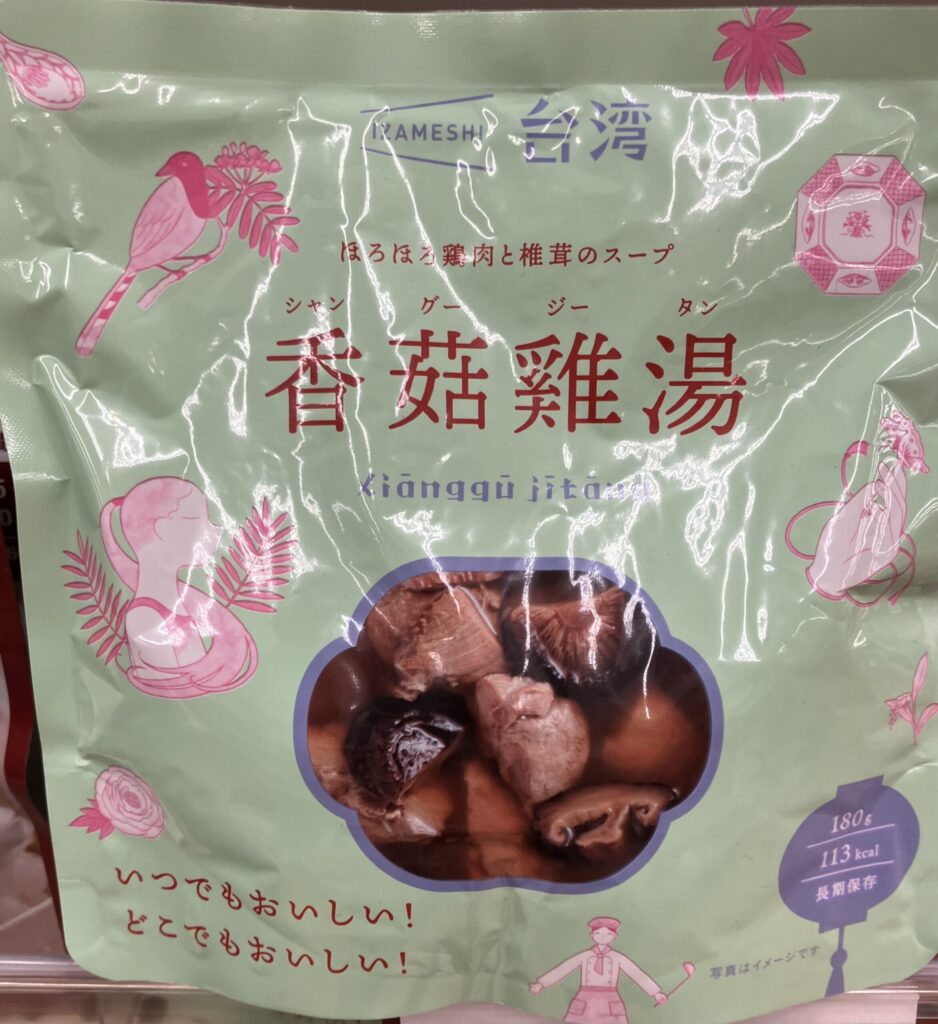 IZAMESHI 台湾
ほろほろ鶏肉と椎茸のスープ
シャン グー ジー タン
香菇雞湯
Xiānggū jītāng
180g
113 kcal
長期保存
いつでもおいしい!
どこでもおいしい!
写真はイメージです